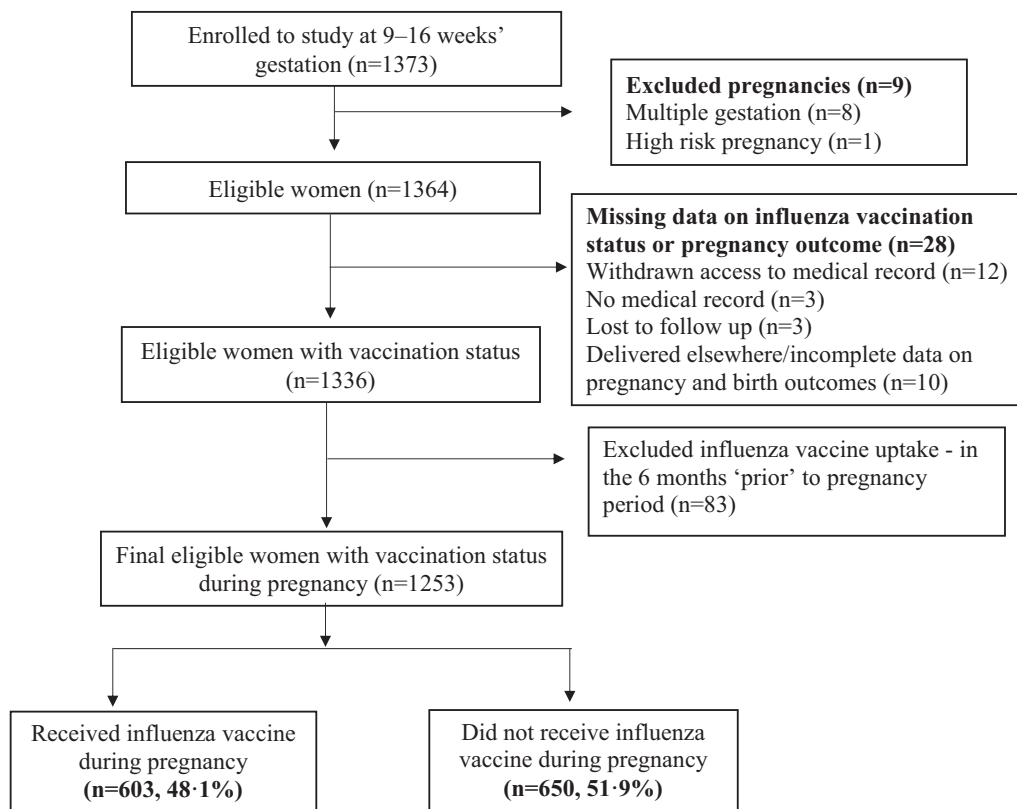 Enrolled to study at 9–16 weeks’
gestation (n=1373)
Excluded pregnancies (n=9)
Multiple gestation (n=8)
High risk pregnancy (n=1)
Eligible women (n=1364)
Missing data on influenza vaccination
status or pregnancy outcome (n=28)
Withdrawn access to medical record (n=12)
No medical record (n=3)
Lost to follow up (n=3)
Delivered elsewhere/incomplete data on
pregnancy and birth outcomes (n=10)
Eligible women with vaccination status
(n=1336)
Excluded influenza vaccine uptake - in
the 6 months ‘prior’ to pregnancy
period (n=83)
Final eligible women with vaccination status
during pregnancy (n=1253)
Received influenza vaccine
during pregnancy
(n=603, 48·1%)
Did not receive influenza
vaccine during pregnancy
(n=650, 51·9%)